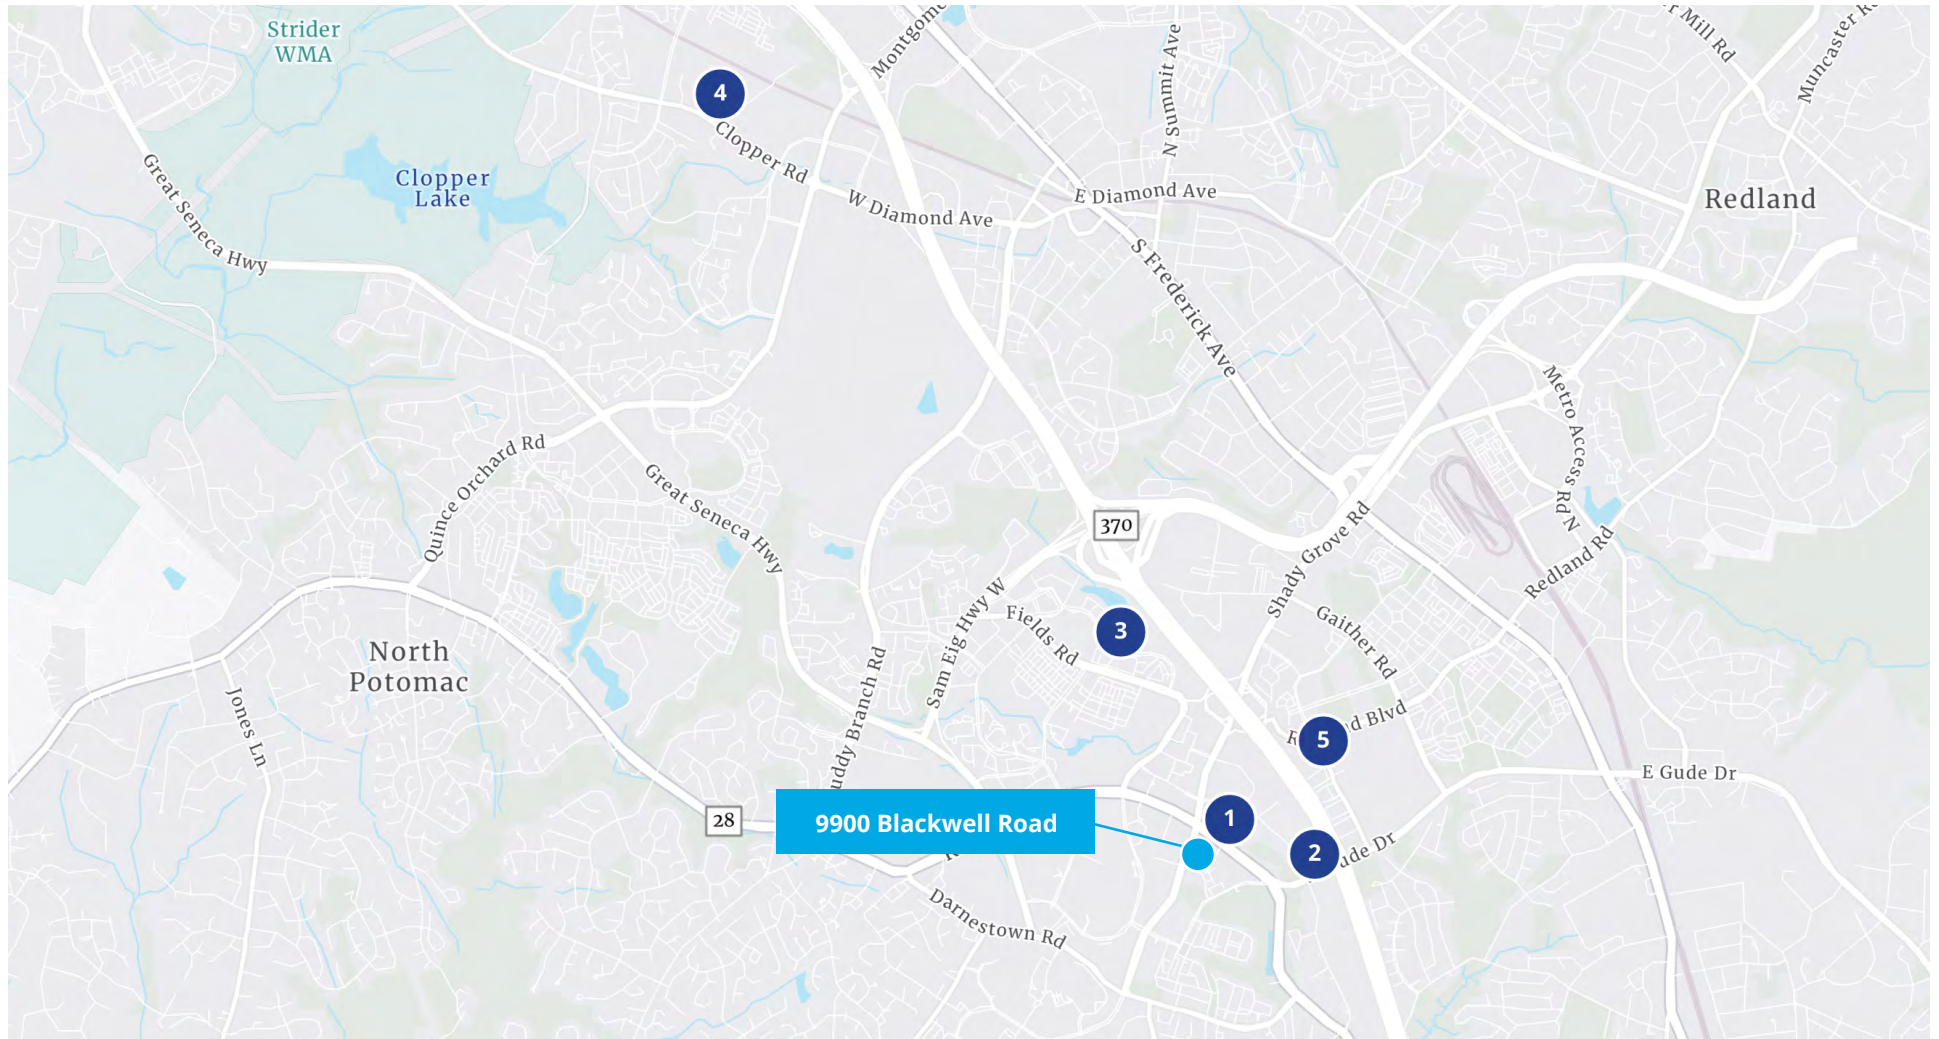 Strider
WMA
Montgome
N Summit Ave
r Mill Rd
Muncaster R
4
Clopper Rd
Great Seneca Hwy
Clopper
Lake
W Diamond Ave
E Diamond Ave
Redland
S Frederick Ave
Metro Access Rd N
Quince Orchard Rd
Great Seneca Hwy
370
Shady Grove Rd
Redland Rd
Sam Eig Hwy W
Fields Rd
3
Gaither Rd
North
Potomac
Jones Ln
uddy Branch Rd
R
d Blvd
5
E Gude Dr
28
9900 Blackwell Road
1
2
ude Dr
Darnestown Rd